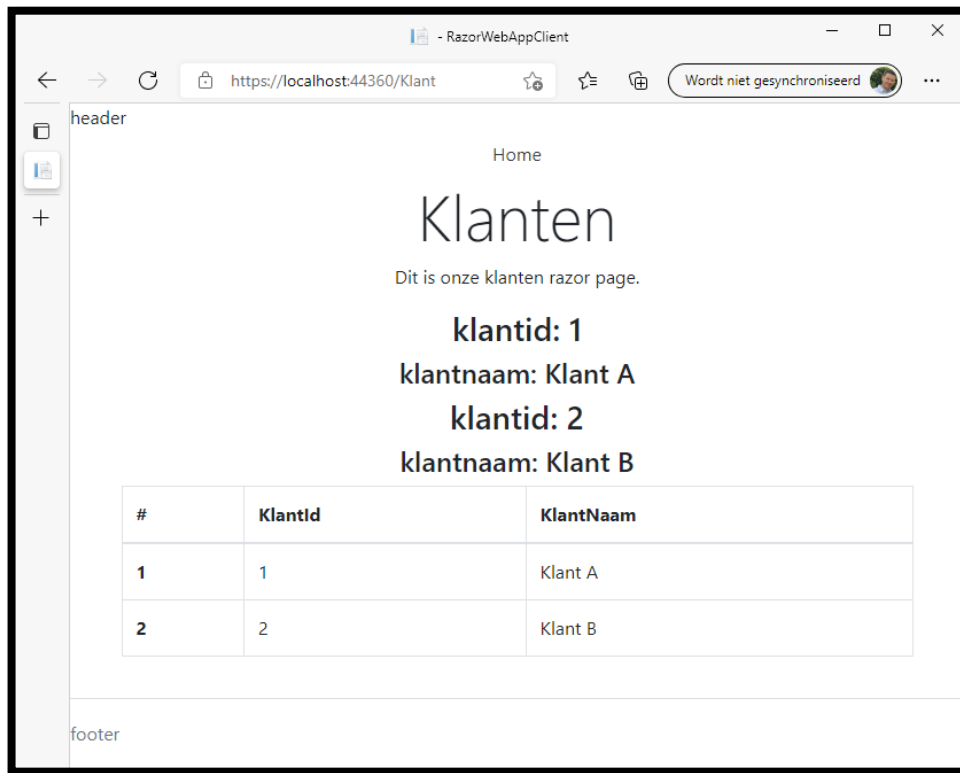 - RazorWebAppClient
https://localhost:44360/Klant
Wordt niet gesynchroniseerd
header
Home
Klanten
Dit is onze klanten razor page.
klantid: 1
klantnaam: Klant A
klantid: 2
klantnaam: Klant B
# KlantId KlantNaam
1 1 Klant A
2 2 Klant B
footer